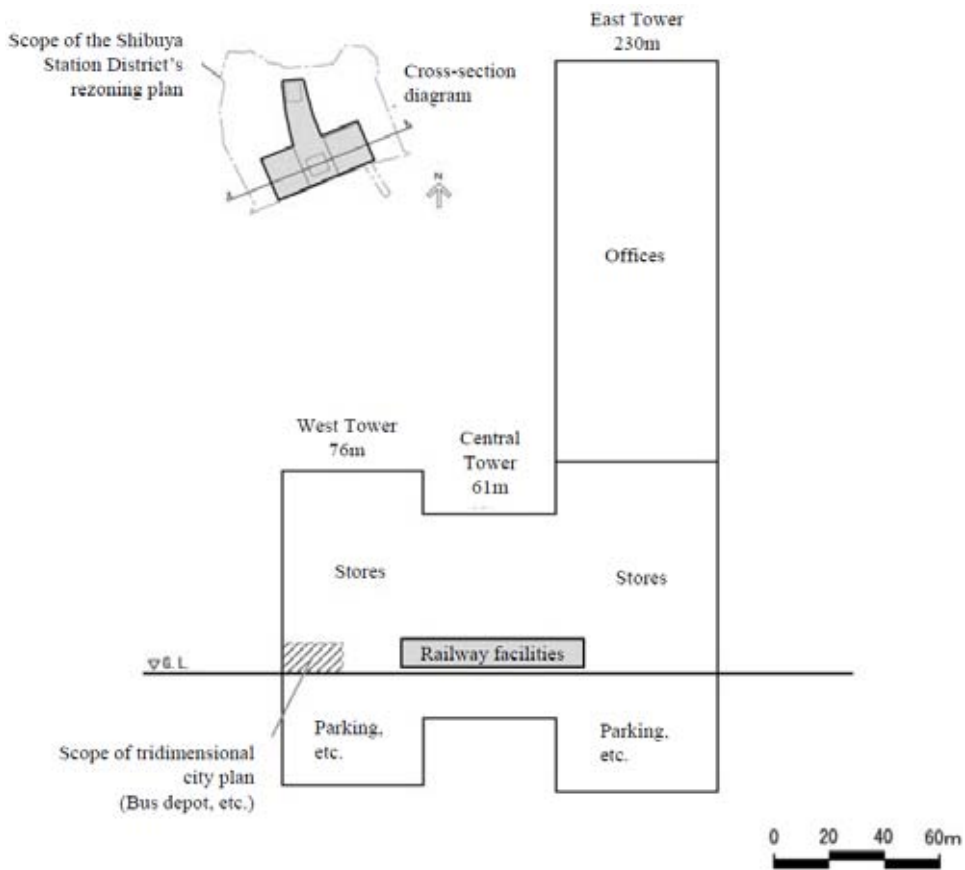 East Tower
230m
Scope of the Shibuya
Station District's
rezoning plan
Cross-section
diagram
N
Offices
West Tower
76m
Central
Tower
61m
Stores
Stores
Railway facilities
▽G. L.
Parking,
etc.
Parking,
etc.
Scope of tridimensional
city plan
(Bus depot, etc.)
0 20 40 60m